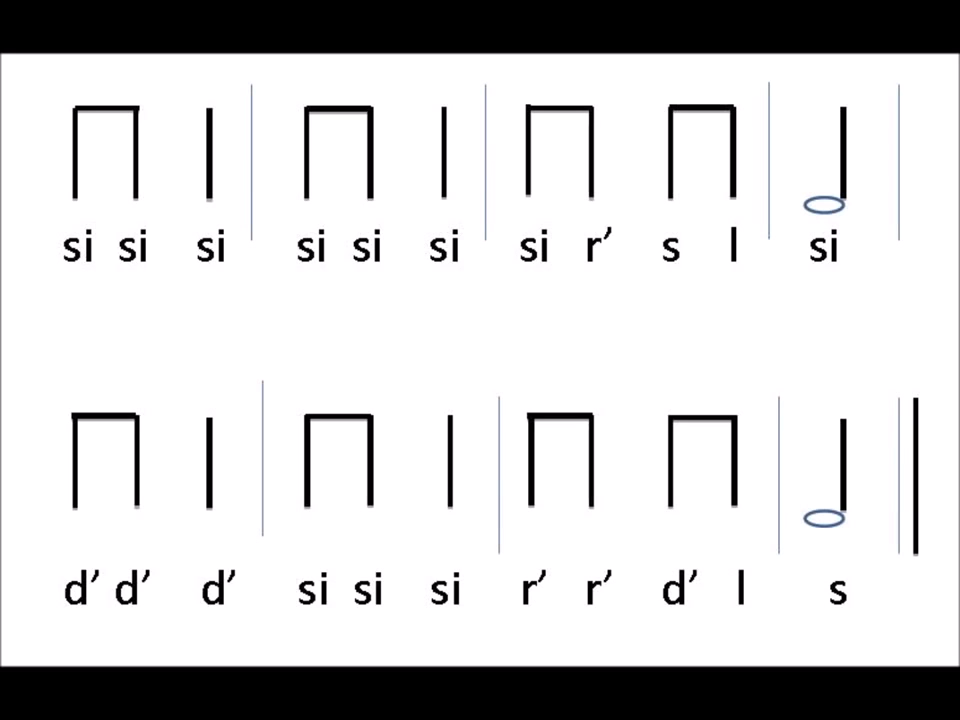 si si si si si si si r’ s l si
d’ d’ d’ si si si r’ r’ d’ l s